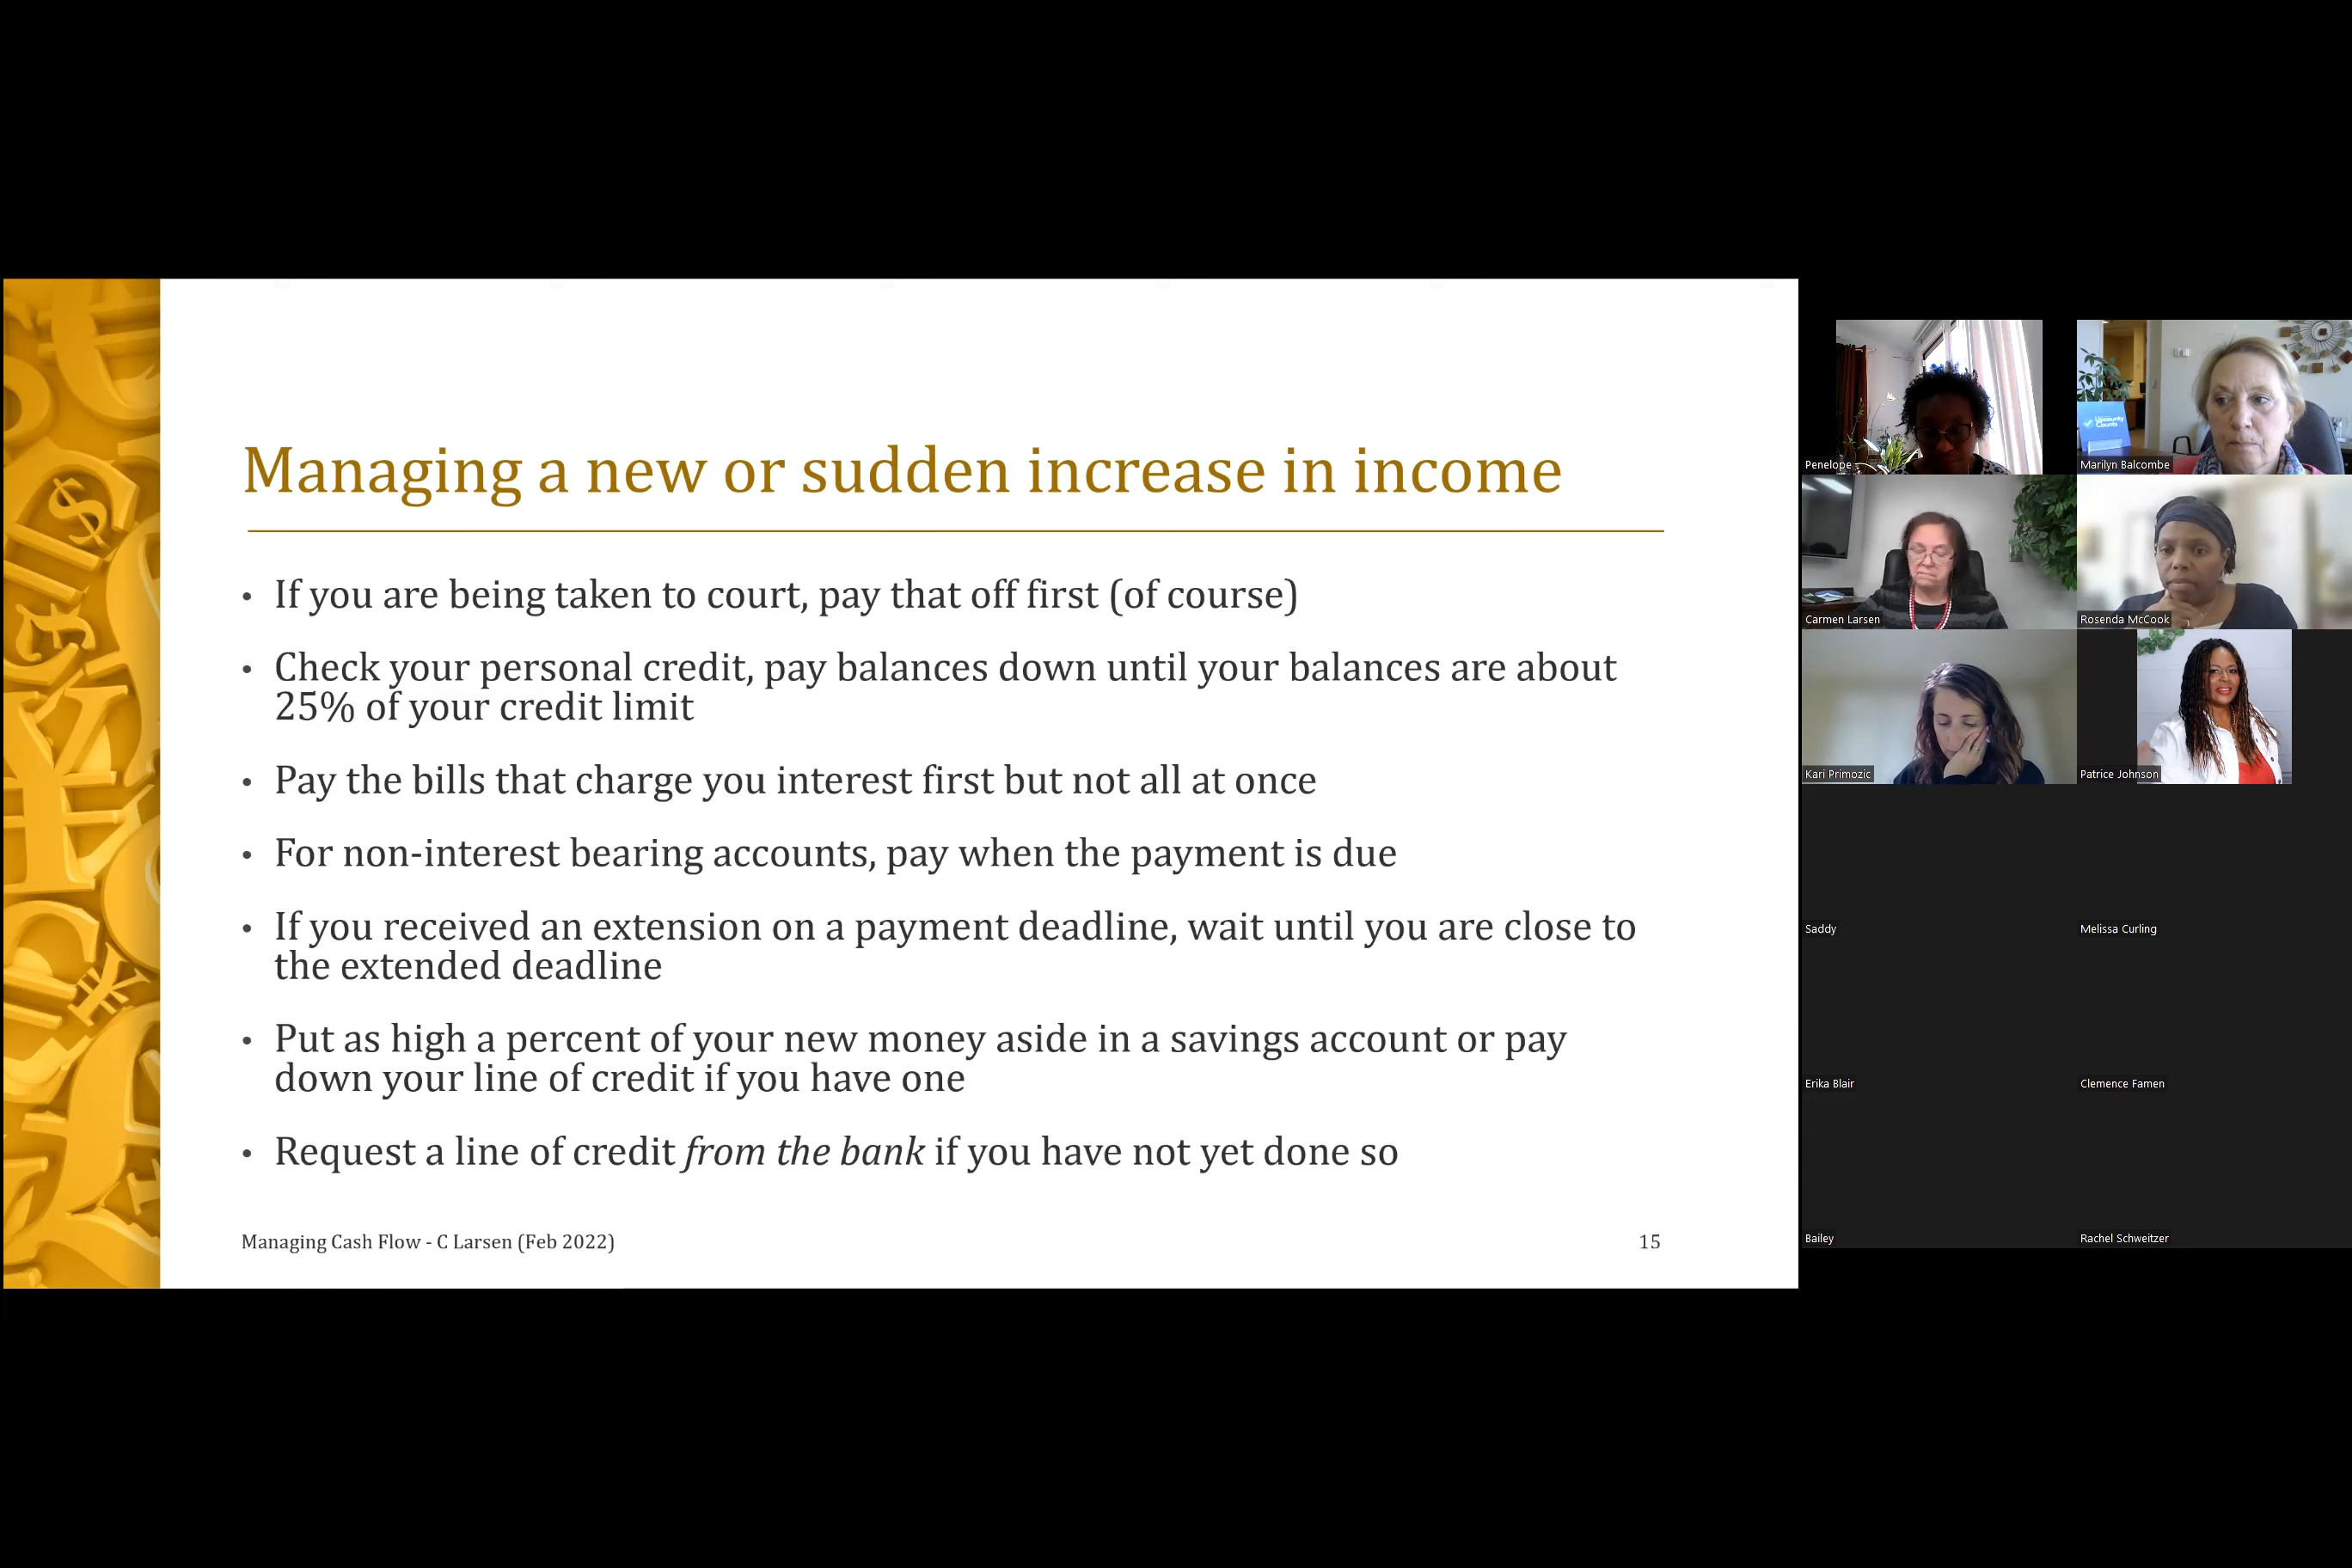 Managing a new or sudden increase in income
• If you are being taken to court, pay that off first (of course)
• Check your personal credit, pay balances down until your balances are about
25% of your credit limit
• Pay the bills that charge you interest first but not all at once
• For non-interest bearing accounts, pay when the payment is due
• If you received an extension on a payment deadline, wait until you are close to
the extended deadline
• Put as high a percent of your new money aside in a savings account or pay
down your line of credit if you have one
• Request a line of credit from the bank if you have not yet done so
Managing Cash Flow - C Larsen (Feb 2022)
15
Penelope
Marilyn Balcombe
Upcounty
Counts
Carmen Larsen
Rosenda McCook
Kari Primozic
Patrice Johnson
Saddy
Melissa Curling
Erika Blair
Clemence Famen
Bailey
Rachel Schweitzer